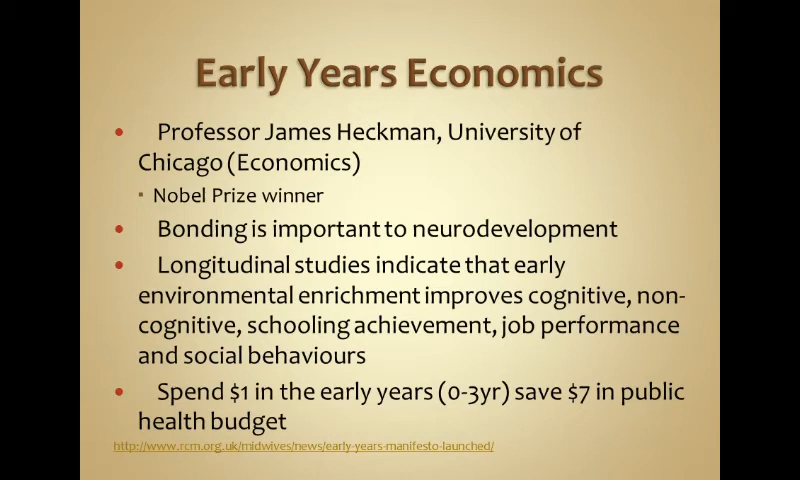 Early Years Economics
• Professor James Heckman, University of
Chicago (Economics)
▪ Nobel Prize winner
• Bonding is important to neurodevelopment
• Longitudinal studies indicate that early
environmental enrichment improves cognitive, non-
cognitive, schooling achievement, job performance
and social behaviours
• Spend $1 in the early years (0-3yr) save $7 in public
health budget
http://www.rcm.org.uk/midwives/news/early-years-manifesto-launched/